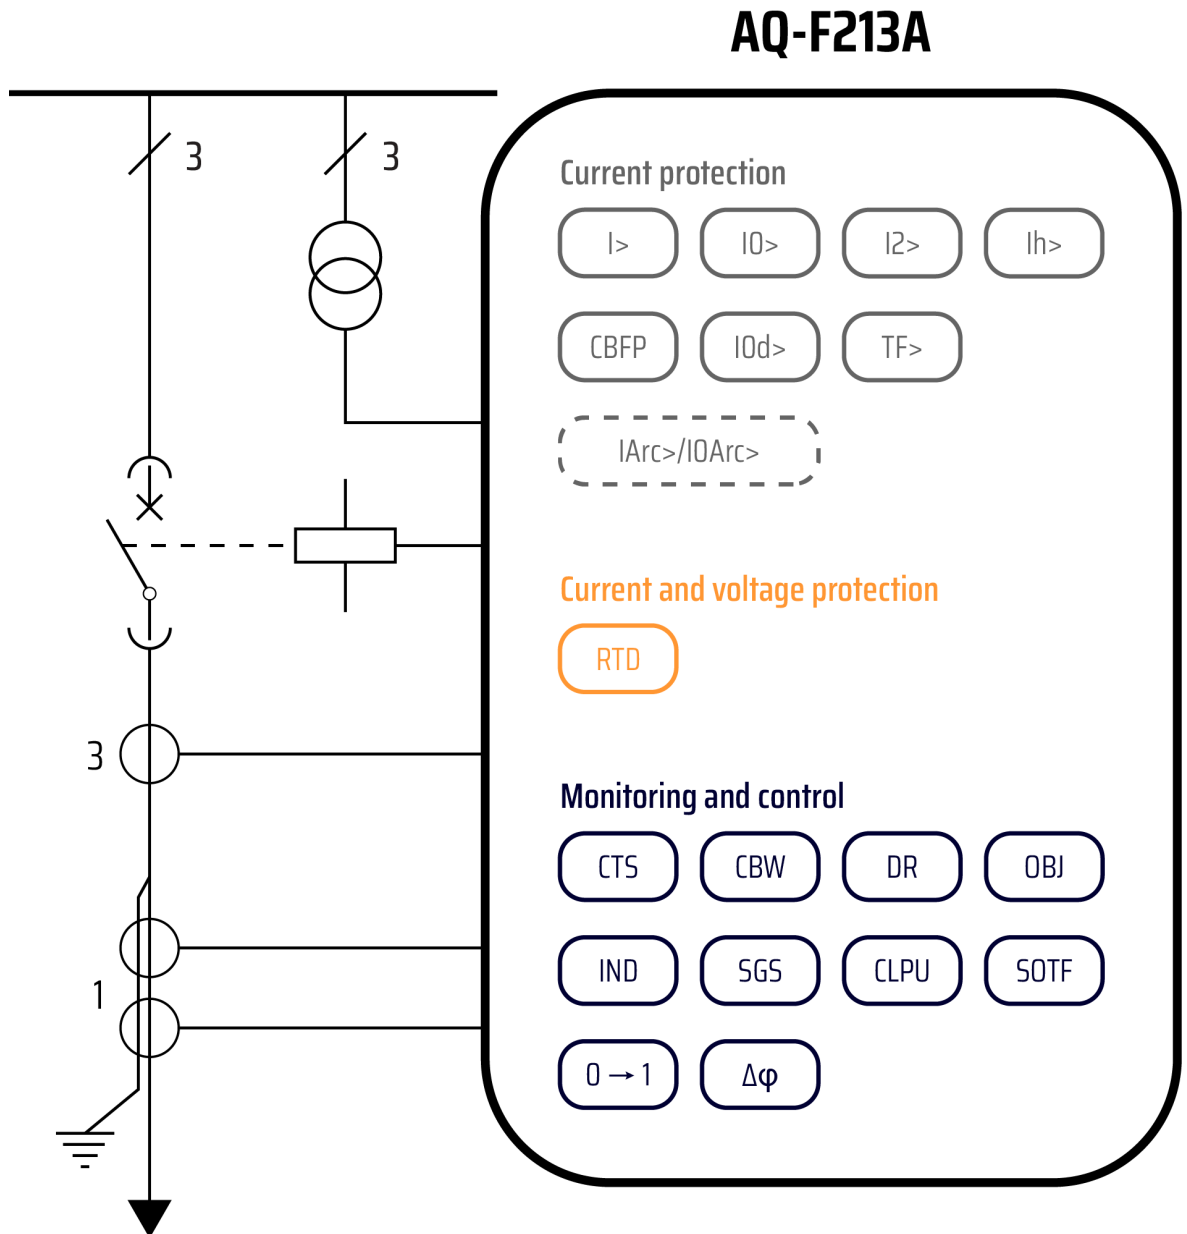 AQ-F213A
3
3
Current protection
I>
I0>
I2>
Ih>
CBFP
I0d>
TF>
IArc>/I0Arc>
Current and voltage protection
RTD
3
Monitoring and control
CTS
CBW
DR
OBJ
IND
SGS
CLPU
SOTF
1
0 → 1
Δφ